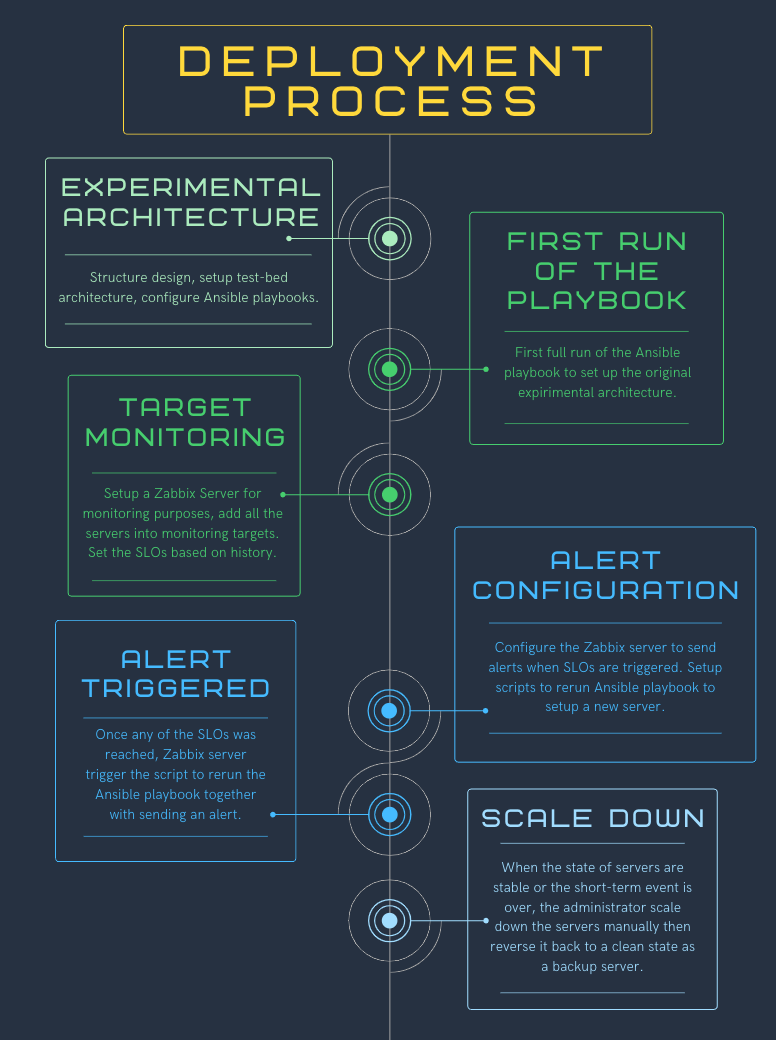 DEPLOYMENT
PROCESS
EXPERIMENTAL
ARCHITECTURE
Structure design, setup test-bed
architecture, configure Ansible playbooks.
FIRST RUN
OF THE
PLAYBOOK
First full run of the Ansible
playbook to set up the original
expirimental architecture.
TARGET
MONITORING
Setup a Zabbix Server for
monitoring purposes, add all the
servers into monitoring targets.
Set the SLOs based on history.
ALERT
CONFIGURATION
Configure the Zabbix server to send
alerts when SLOs are triggered. Setup
scripts to rerun Ansible playbook to
setup a new server.
ALERT
TRIGGERED
Once any of the SLOs was
reached, Zabbix server
trigger the script to rerun the
Ansible playbook together
with sending an alert.
SCALE DOWN
When the state of servers are
stable or the short-term event is
over, the administrator scale
down the servers manually then
reverse it back to a clean state as
a backup server.